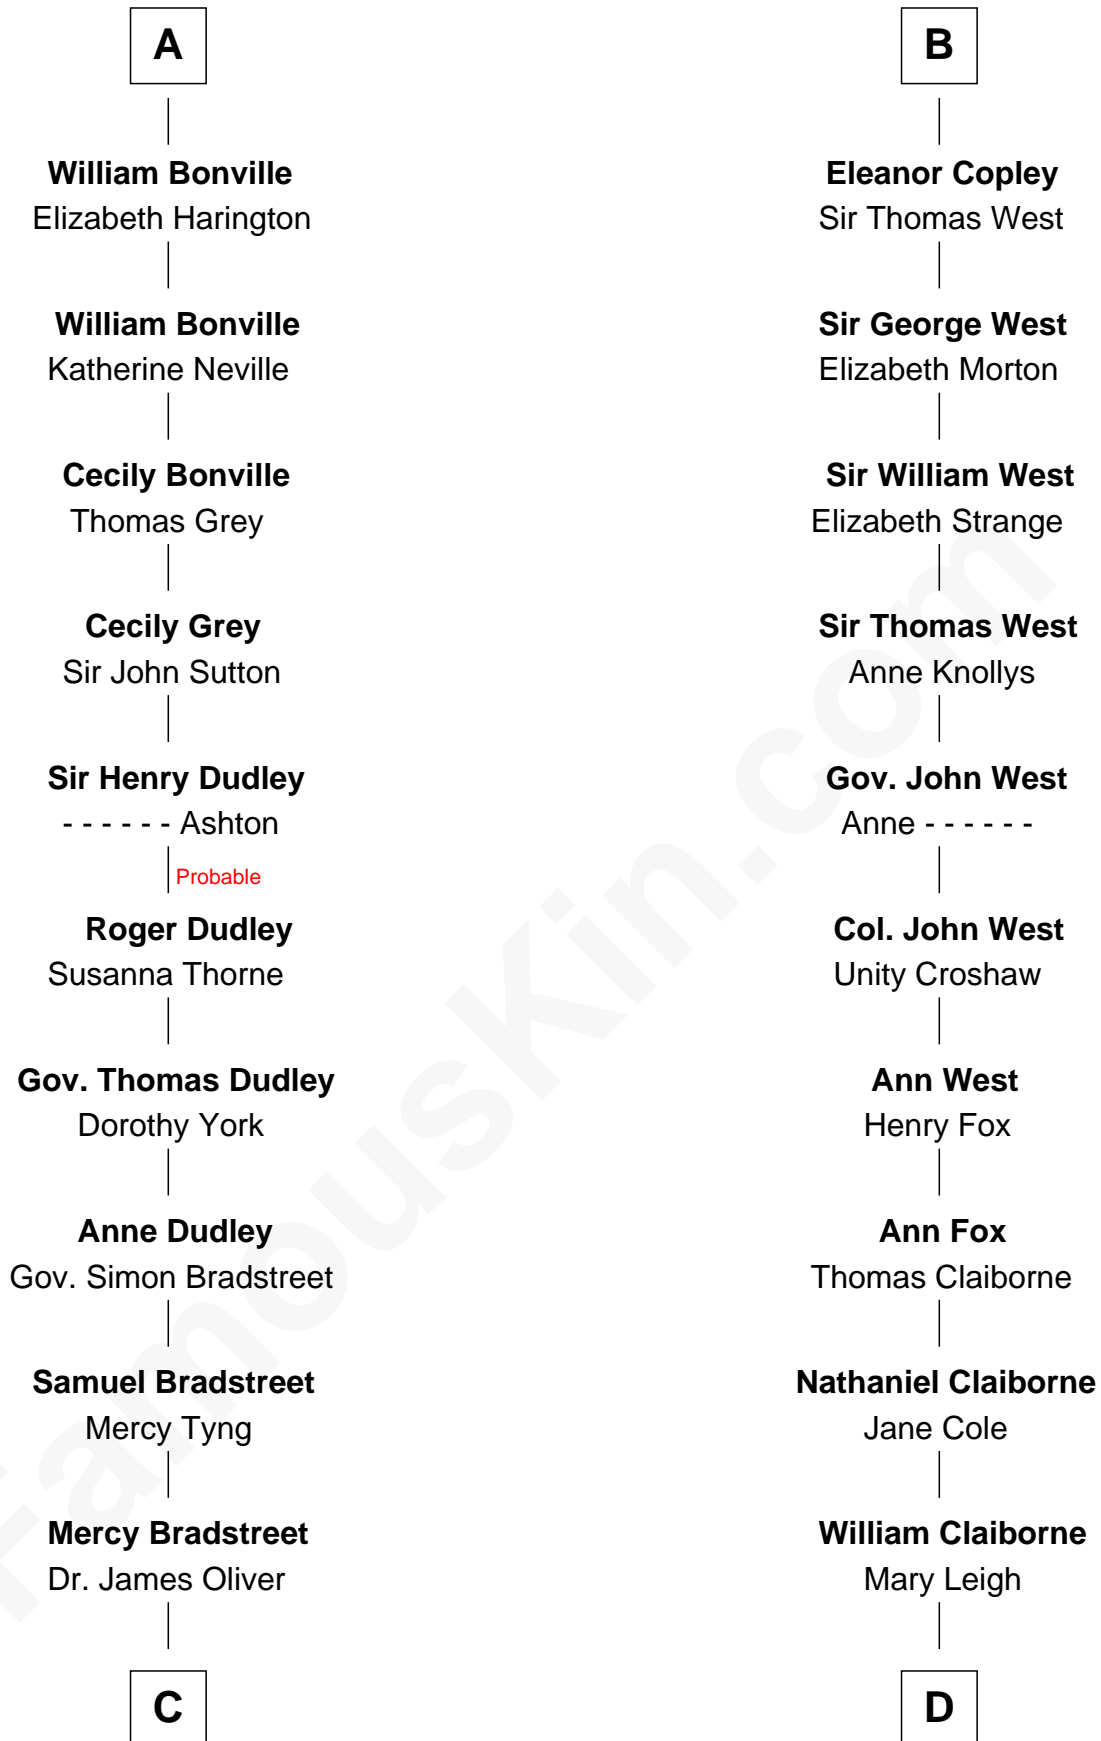 A
William Bonville
Elizabeth Harington
William Bonville
Katherine Neville
Cecily Bonville
Thomas Grey
Cecily Grey
Sir John Sutton
Sir Henry Dudley
- - - - - - Ashton
Probable
Roger Dudley
Susanna Thorne
Gov. Thomas Dudley
Dorothy York
Anne Dudley
Gov. Simon Bradstreet
Samuel Bradstreet
Mercy Tyng
Mercy Bradstreet
Dr. James Oliver
C
B
Eleanor Copley
Sir Thomas West
Sir George West
Elizabeth Morton
Sir William West
Elizabeth Strange
Sir Thomas West
Anne Knollys
Gov. John West
Anne - - - - - -
Col. John West
Unity Croshaw
Ann West
Henry Fox
Ann Fox
Thomas Claiborne
Nathaniel Claiborne
Jane Cole
William Claiborne
Mary Leigh
D
FamousKin.com